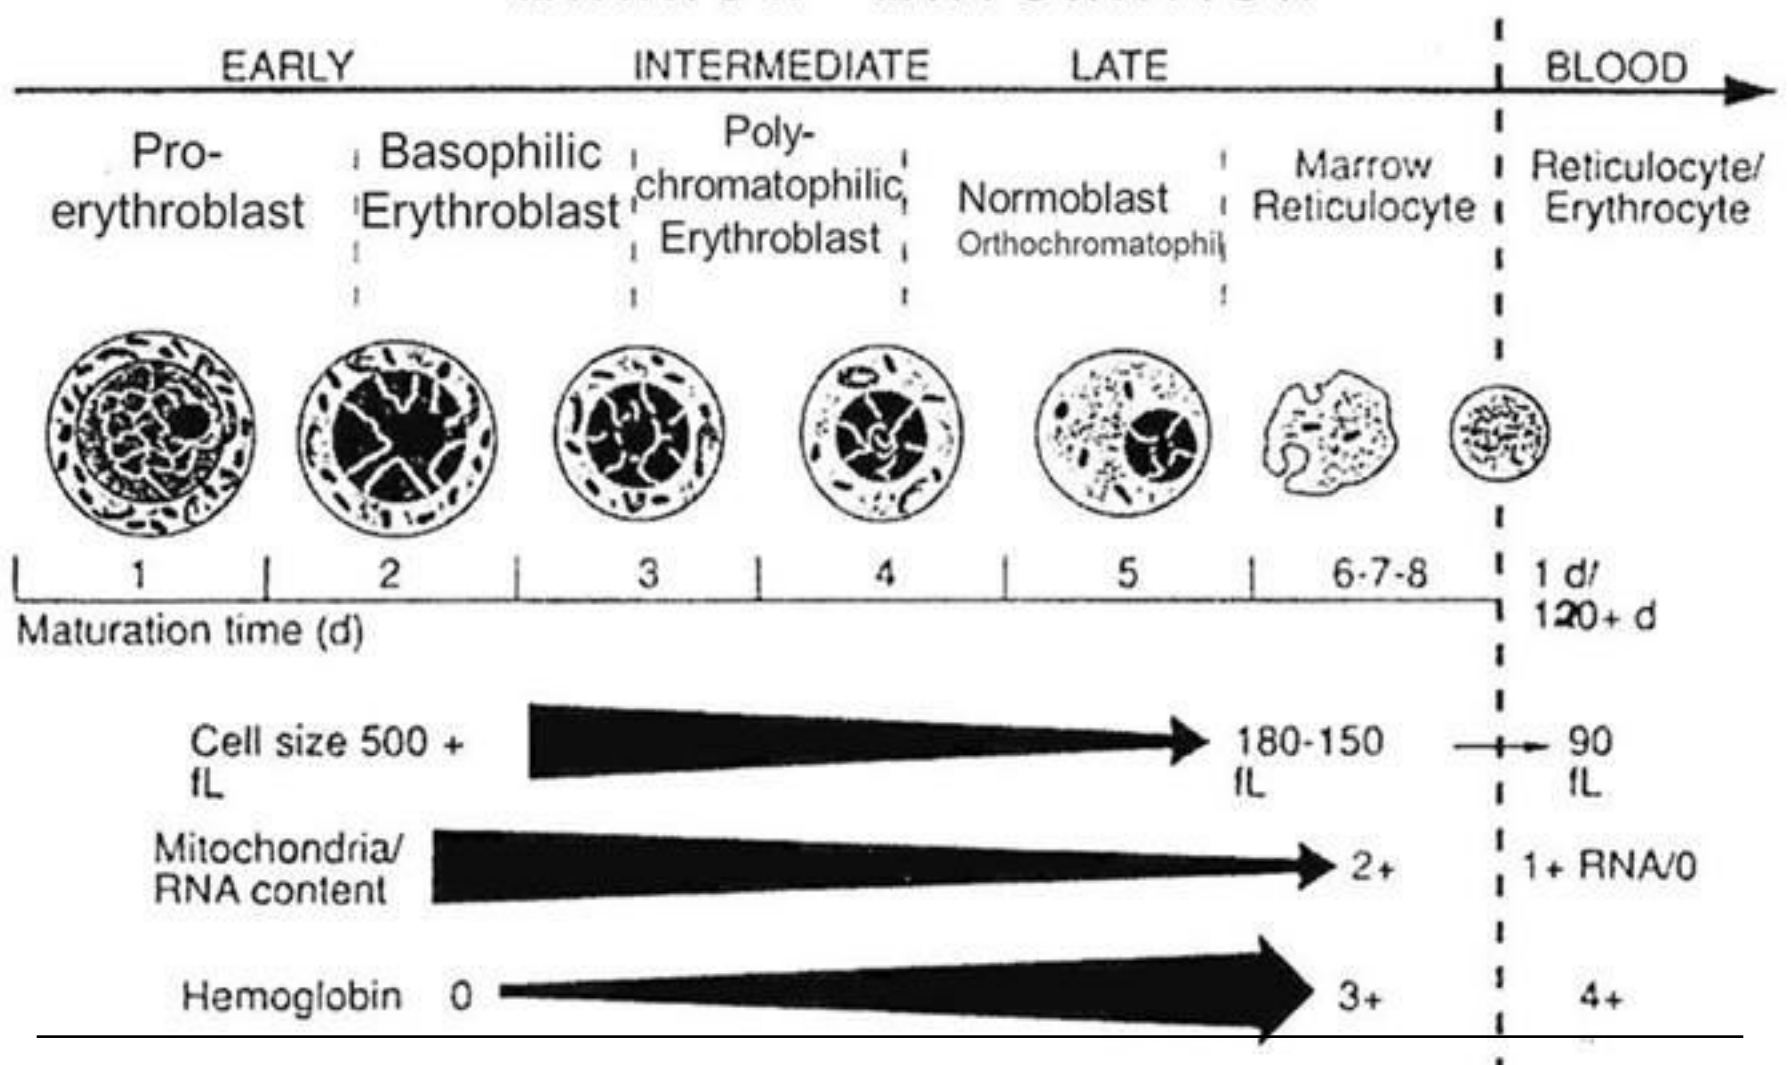 EARLY INTERMEDIATE LATE BLOOD
Pro-
erythroblast
Basophilic
Erythroblast
Poly-
chromatophilic
Erythroblast
Normoblast
Orthochromatophil
Marrow
Reticulocyte
Reticulocyte/
Erythrocyte
1 2 3 4 5 6-7-8 1 d/
120+ d
Maturation time (d)
Cell size 500 +
fL
180-150
fL
90
fL
Mitochondria/
RNA content
2+ 1+ RNA/0
Hemoglobin 0 3+ 4+